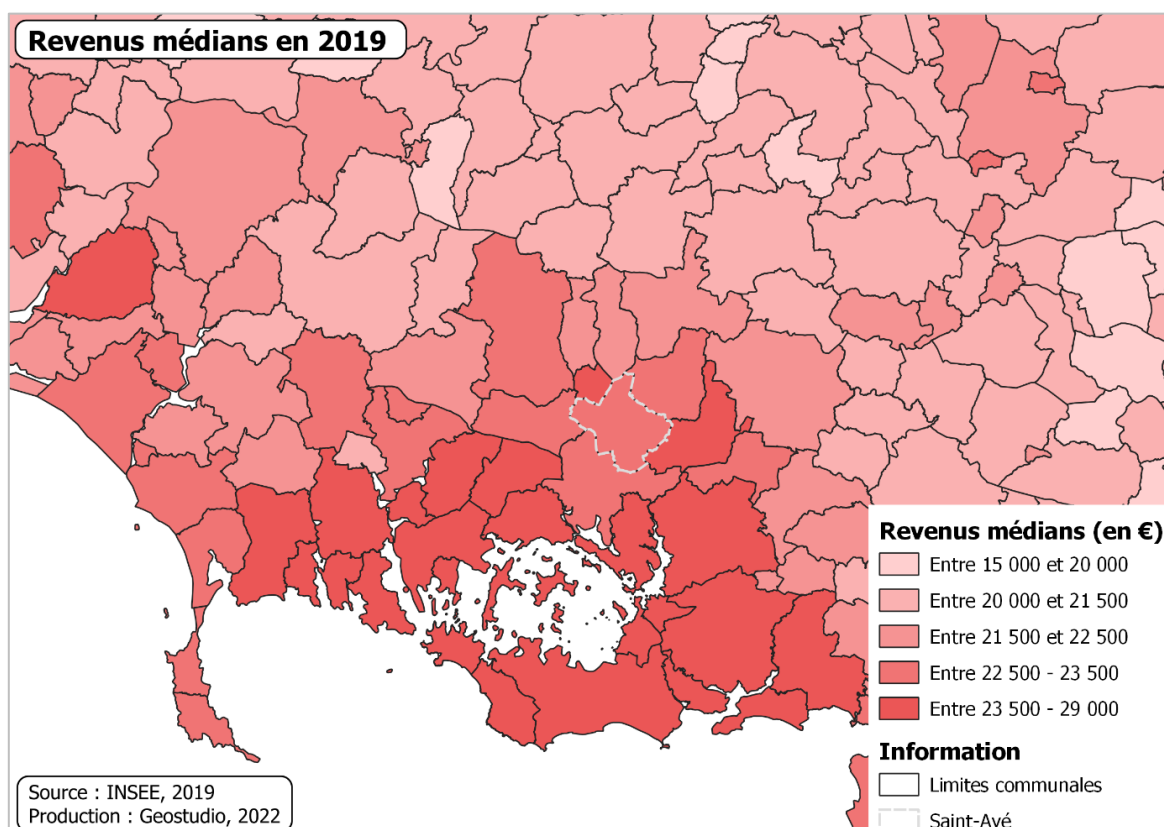 Revenus médians en 2019
Revenus médians (en €)
Entre 15 000 et 20 000
Entre 20 000 et 21 500
Entre 21 500 et 22 500
Entre 22 500 - 23 500
Entre 23 500 - 29 000
Information
Limites communales
Saint-Avé
Source : INSEE, 2019
Production : Geostudio, 2022